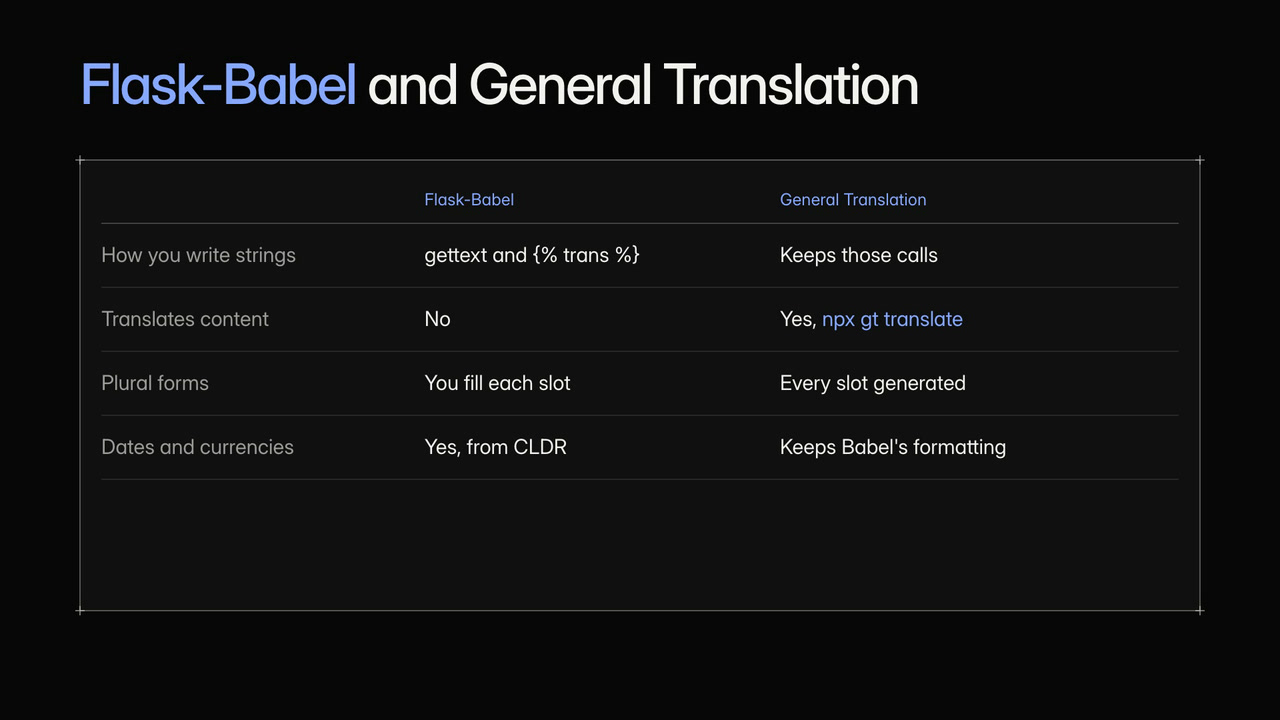 Flask-Babel and General Translation
Flask-Babel General Translation
How you write strings gettext and {% trans %} Keeps those calls
Translates content No Yes, npx gt translate
Plural forms You fill each slot Every slot generated
Dates and currencies Yes, from CLDR Keeps Babel's formatting